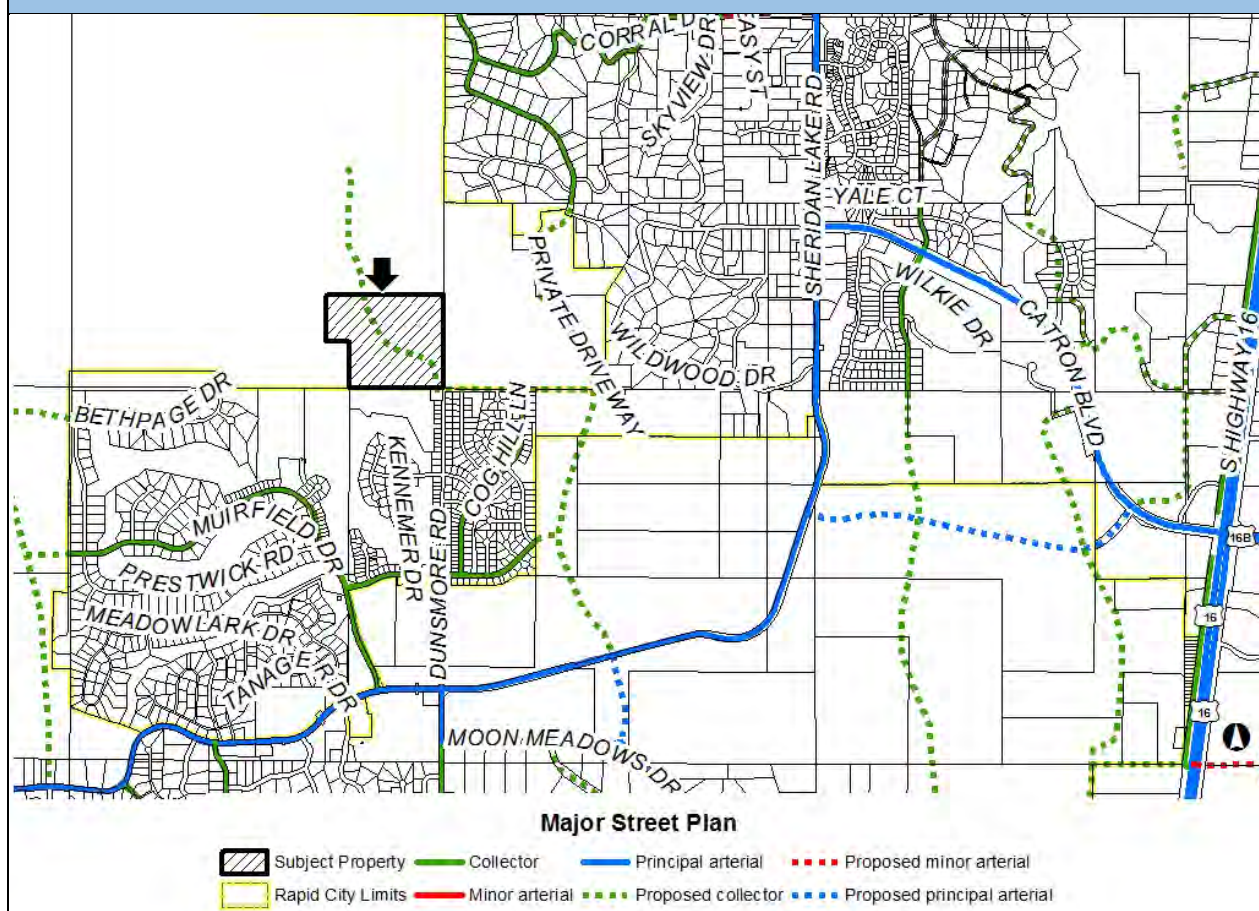 CORRAL D
SKYVIEW DR
EASY ST
SHERIDAN LAKE RD
YALE CT
PRIVATE DRIVEWAY
WILKIE DR
CATRON BLVD
S HIGHWAY 16
WILDWOOD DR
BETHPAGE DR
KENNEMER DR
COG HILL LN
DUNSMORE RD
MUIRFIELD DR
PRESTWICK RD
MEADOWLARK DR
TANAGER DR
MOON MEADOWS DR
16B
16
16
Major Street Plan
Subject Property Collector Principal arterial Proposed minor arterial
Rapid City Limits Minor arterial Proposed collector Proposed principal arterial